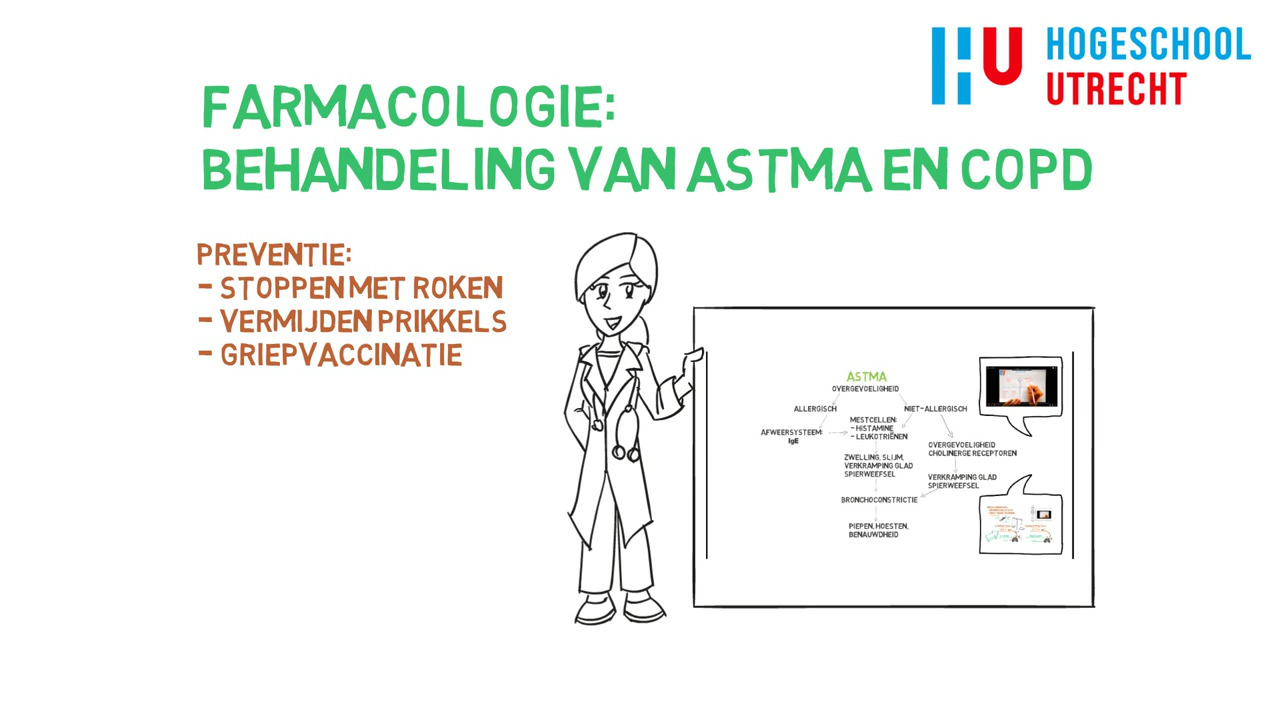 HOGESCHOOL
UTRECHT
FARMACOLOGIE:
BEHANDELING VAN ASTMA EN COPD
PREVENTIE:
- STOPPEN MET ROKEN
- VERMIJDEN PRIKKELS
- GRIEPVACCINATIE
ASTMA
OVERGEVOELIGHEID
ALLERGISCH
NIET-ALLERGISCH
MESTCELLEN:
- HISTAMINE
- LEUKOTRIËNEN
AFWEERSYSTEEM:
IgE
OVERGEVOELIGHEID
CHOLINERGE RECEPTOREN
ZWELLING, SLIJM,
VERKRAMPING GLAD
SPIERWEEFSEL
VERKRAMPING GLAD
SPIERWEEFSEL
BRONCHOCONSTRICTIE
PIEPEN, HOESTEN,
BENAUWDHEID